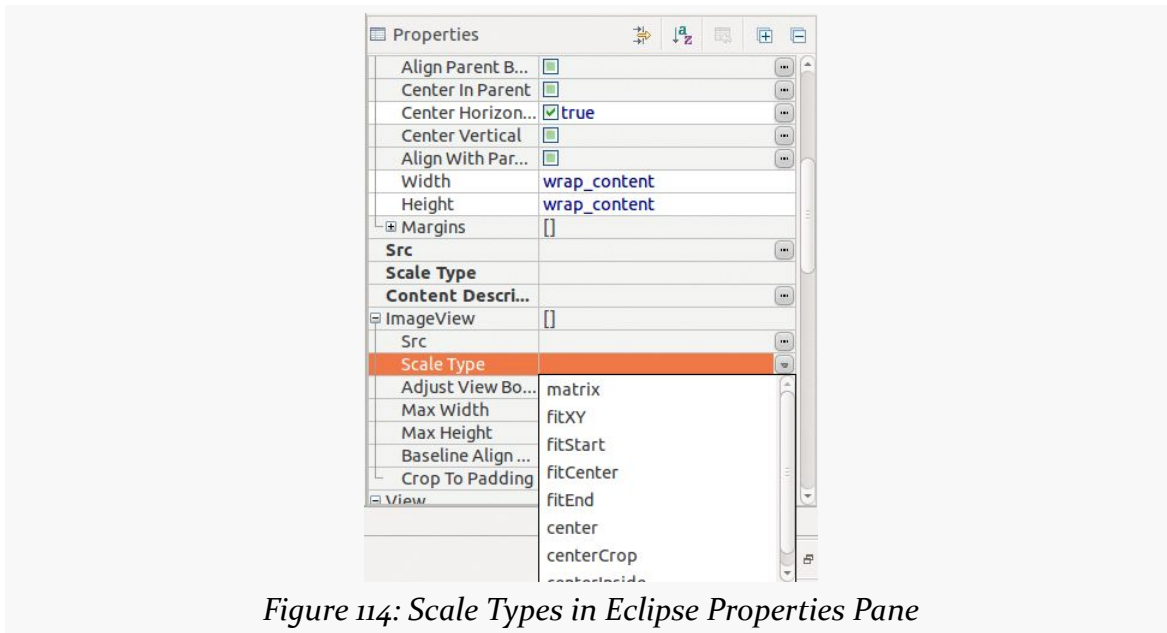 Properties
Align Parent B...
Center In Parent
Center Horizon... true
Center Vertical
Align With Par...
Width wrap_content
Height wrap_content
Margins []
Src
Scale Type
Content Descri...
ImageView []
Src
Scale Type
Adjust View Bo... matrix
Max Width fitXY
Max Height fitStart
Baseline Align ... fitCenter
Crop To Padding fitEnd
View
center
centerCrop
centerInside
Figure 114: Scale Types in Eclipse Properties Pane